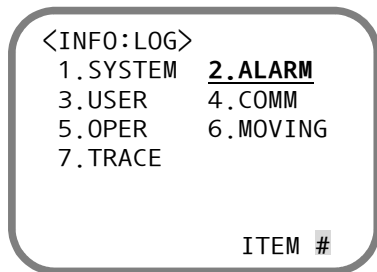 <INFO:LOG>
1.SYSTEM 2.ALARM
3.USER 4.COMM
5.OPER 6.MOVING
7.TRACE
ITEM #